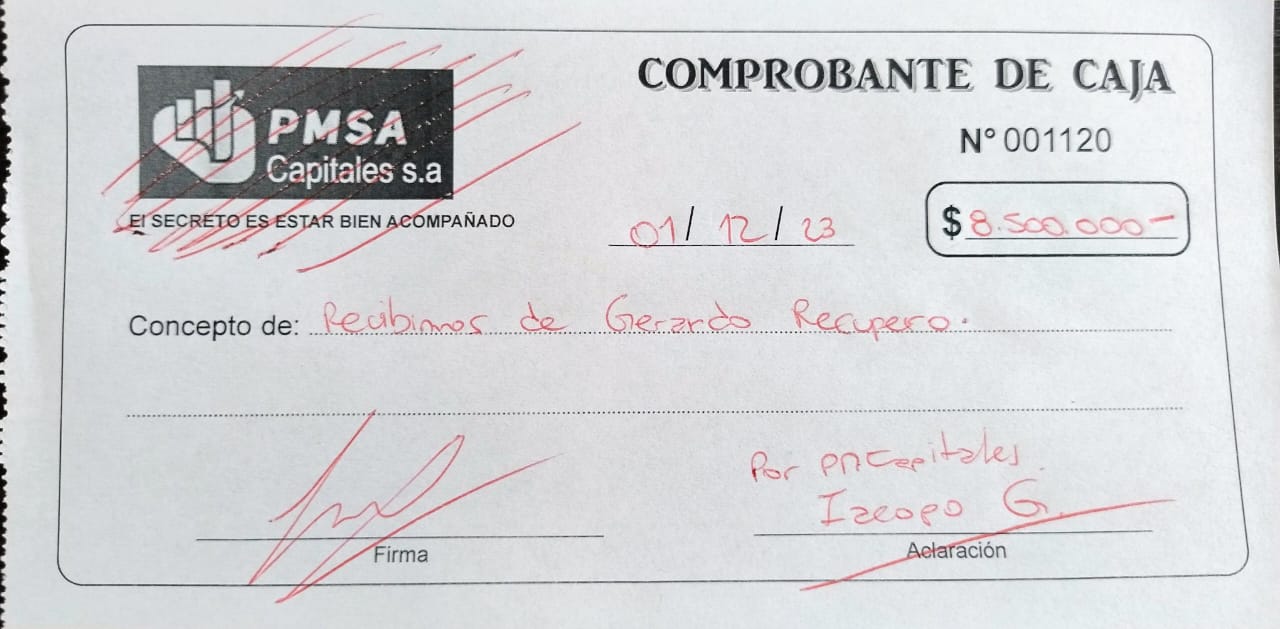 PMSA
Capitales s.a
El SECRETO ES ESTAR BIEN ACOMPAÑADO
COMPROBANTE DE CAJA
N° 001120
01/ 12 / 23
$ 8.500.000-
Concepto de: Recibimos de Gerardo Recupero.
Por PMCapitales.
G.
Firma
Aclaración